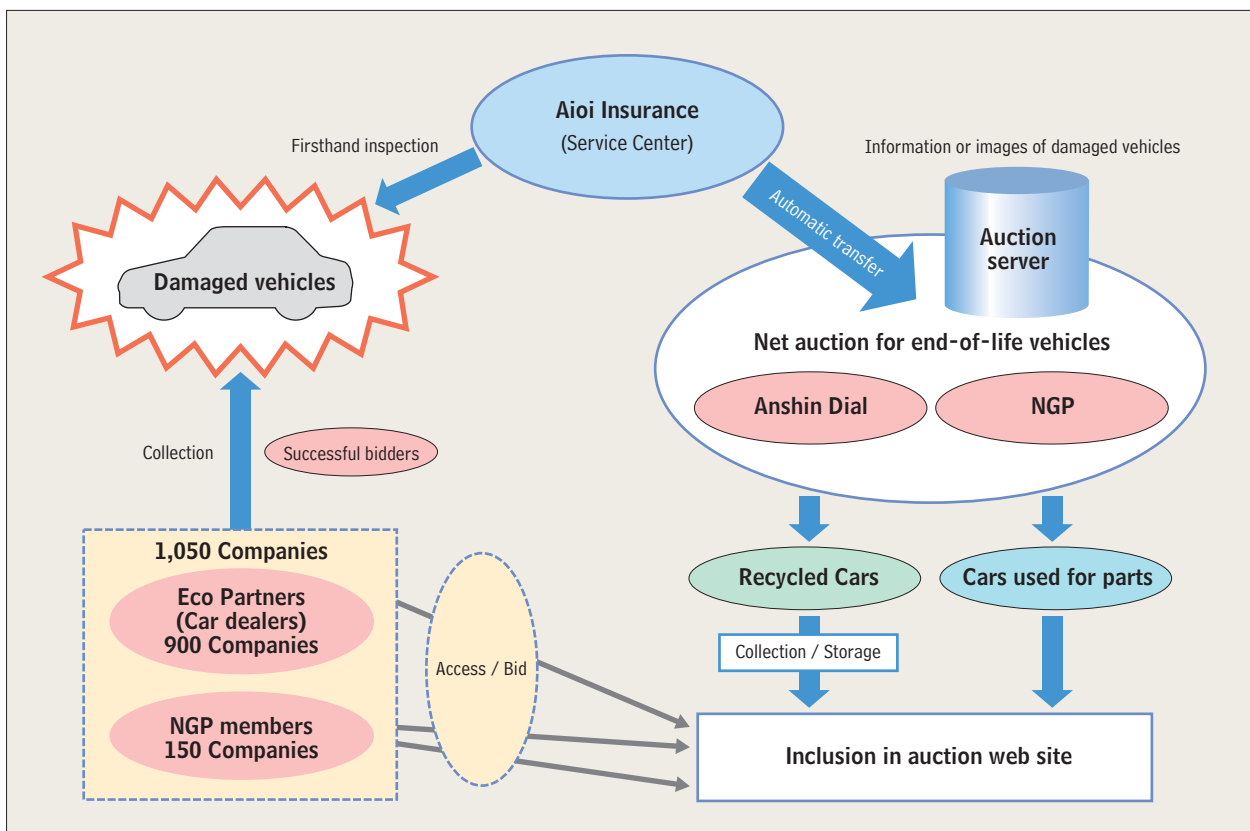 Aioi Insurance
(Service Center)
Firsthand inspection
Information or images of damaged vehicles
Automatic transfer
Auction
server
Damaged vehicles
Net auction for end-of-life vehicles
Anshin Dial
NGP
Collection
Successful bidders
1,050 Companies
Eco Partners
(Car dealers)
900 Companies
NGP members
150 Companies
Access / Bid
Recycled Cars
Cars used for parts
Collection / Storage
Inclusion in auction web site